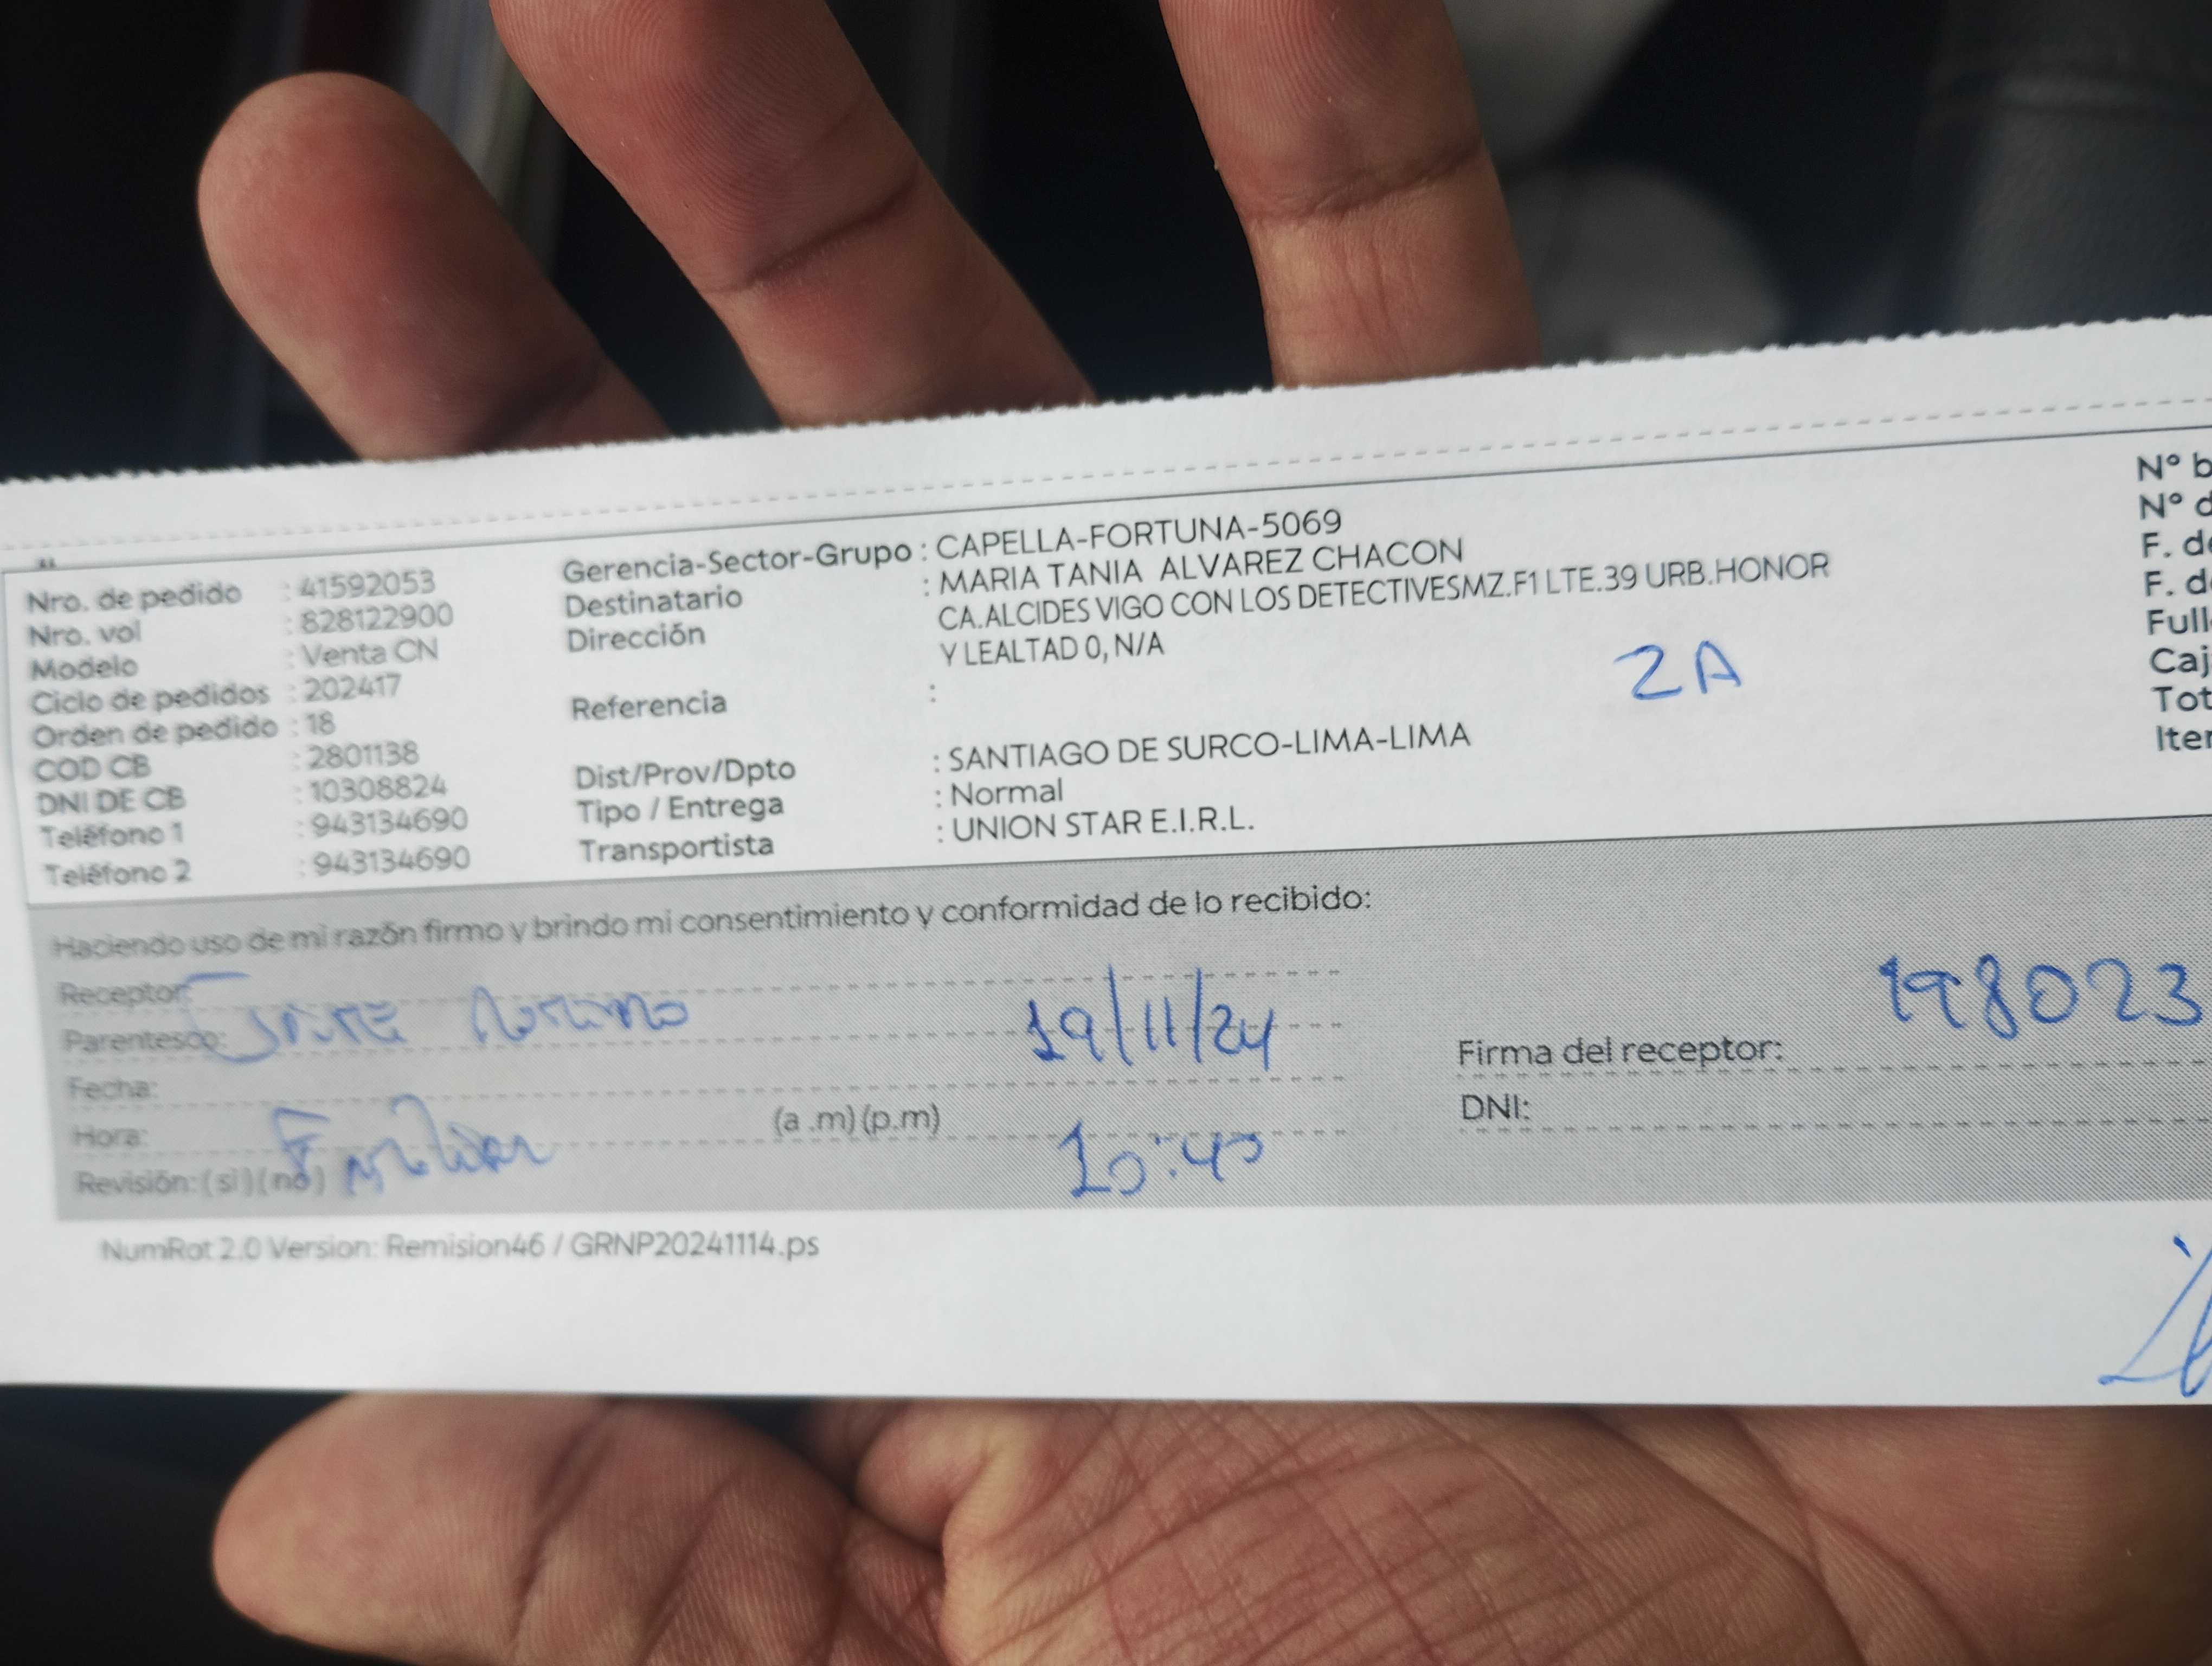 Nro. de pedido : 41592053
Nro. vol : 828122900
Modelo : Venta CN
Ciclo de pedidos : 202417
Orden de pedido : 18
COD CB : 2801138
DNI DE CB : 10308824
Teléfono 1 : 943134690
Teléfono 2 : 943134690
Gerencia-Sector-Grupo : CAPELLA-FORTUNA-5069
Destinatario : MARIA TANIA ALVAREZ CHACON
Dirección CA.ALCIDES VIGO CON LOS DETECTIVESMZ.F1 LTE.39 URB.HONOR
Y LEALTAD 0, N/A
Referencia :
2A
Dist/Prov/Dpto : SANTIAGO DE SURCO-LIMA-LIMA
Tipo / Entrega : Normal
Transportista : UNION STAR E.I.R.L.
N° b
N° d
F. de
F. de
Full
Caj
Tot
Iter
Haciendo uso de mi razón firmo y brindo mi consentimiento y conformidad de lo recibido:
Receptor:
Parentesco:
19/11/24
198023
Firma del receptor:
Fecha:
Hora: (a .m) (p.m)
DNI:
Familiar
Revisión: ( si ) ( no )
NumRot 2.0 Version: Remision46 / GRNP20241114.ps